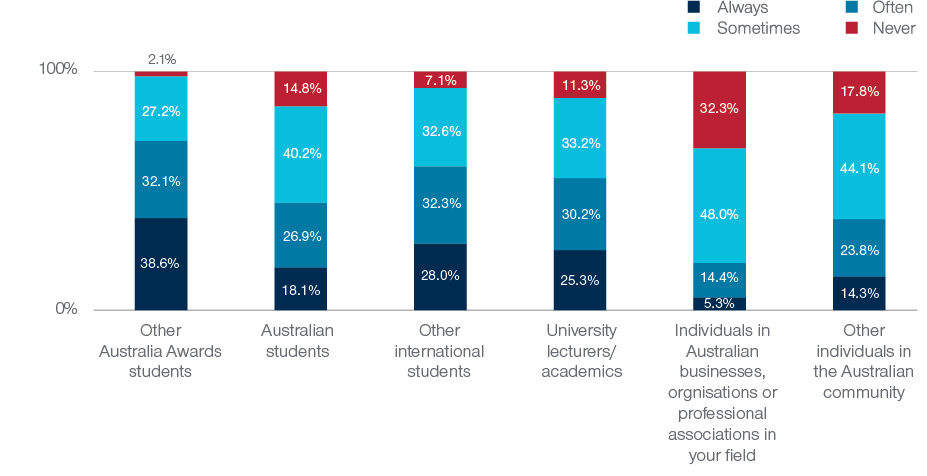 Always Often
Sometimes Never
100%
0%
2.1%
27.2%
32.1%
38.6%
14.8%
40.2%
26.9%
18.1%
7.1%
32.6%
32.3%
28.0%
11.3%
33.2%
30.2%
25.3%
32.3%
48.0%
14.4%
5.3%
17.8%
44.1%
23.8%
14.3%
Other
Australia Awards
students
Australian
students
Other
international
students
University
lecturers/
academics
Individuals in
Australian
businesses,
orgnisations or
professional
associations in
your field
Other
individuals in
the Australian
community